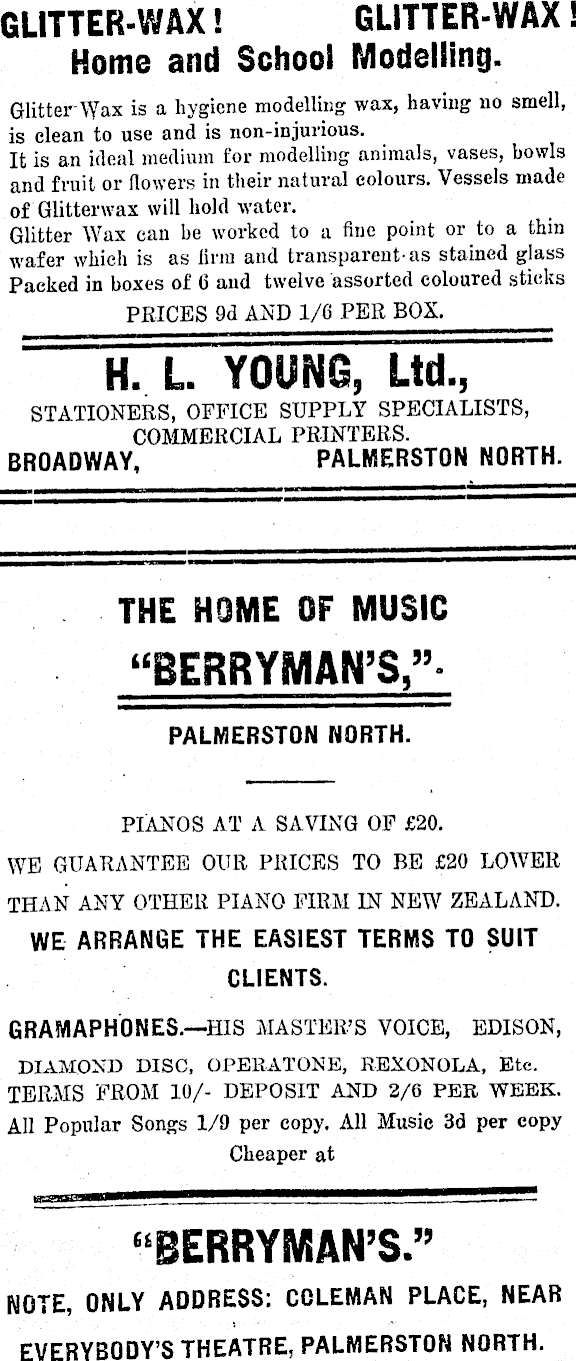 GLITTER-WAX! GLITTER-WAX!
Home and School Modelling.
Glitter Wax is a hygiene modelling wax, having no smell,
is clean to use and is non-injurious.
It is an ideal medium for modelling animals, vases, bowls
and fruit or flowers in their natural colours. Vessels made
of Glitterwax will hold water.
Glitter Wax can be worked to a fine point or to a thin
wafer which is as firm and transparent as stained glass
Packed in boxes of 6 and twelve assorted coloured sticks
PRICES 9d AND 1/6 PER BOX.
H. L. YOUNG, Ltd.,
STATIONERS, OFFICE SUPPLY SPECIALISTS,
COMMERCIAL PRINTERS.
BROADWAY, PALMERSTON NORTH.
THE HOME OF MUSIC
"BERRYMAN'S,"
PALMERSTON NORTH.
PIANOS AT A SAVING OF £20.
WE GUARANTEE OUR PRICES TO BE £20 LOWER
THAN ANY OTHER PIANO FIRM IN NEW ZEALAND.
WE ARRANGE THE EASIEST TERMS TO SUIT
CLIENTS.
GRAMAPHONES.—HIS MASTER'S VOICE, EDISON,
DIAMOND DISC, OPERATONE, REXONOLA, Etc.
TERMS FROM 10/- DEPOSIT AND 2/6 PER WEEK.
All Popular Songs 1/9 per copy. All Music 3d per copy
Cheaper at
"BERRYMAN'S."
NOTE, ONLY ADDRESS: COLEMAN PLACE, NEAR
EVERYBODY'S THEATRE, PALMERSTON NORTH.